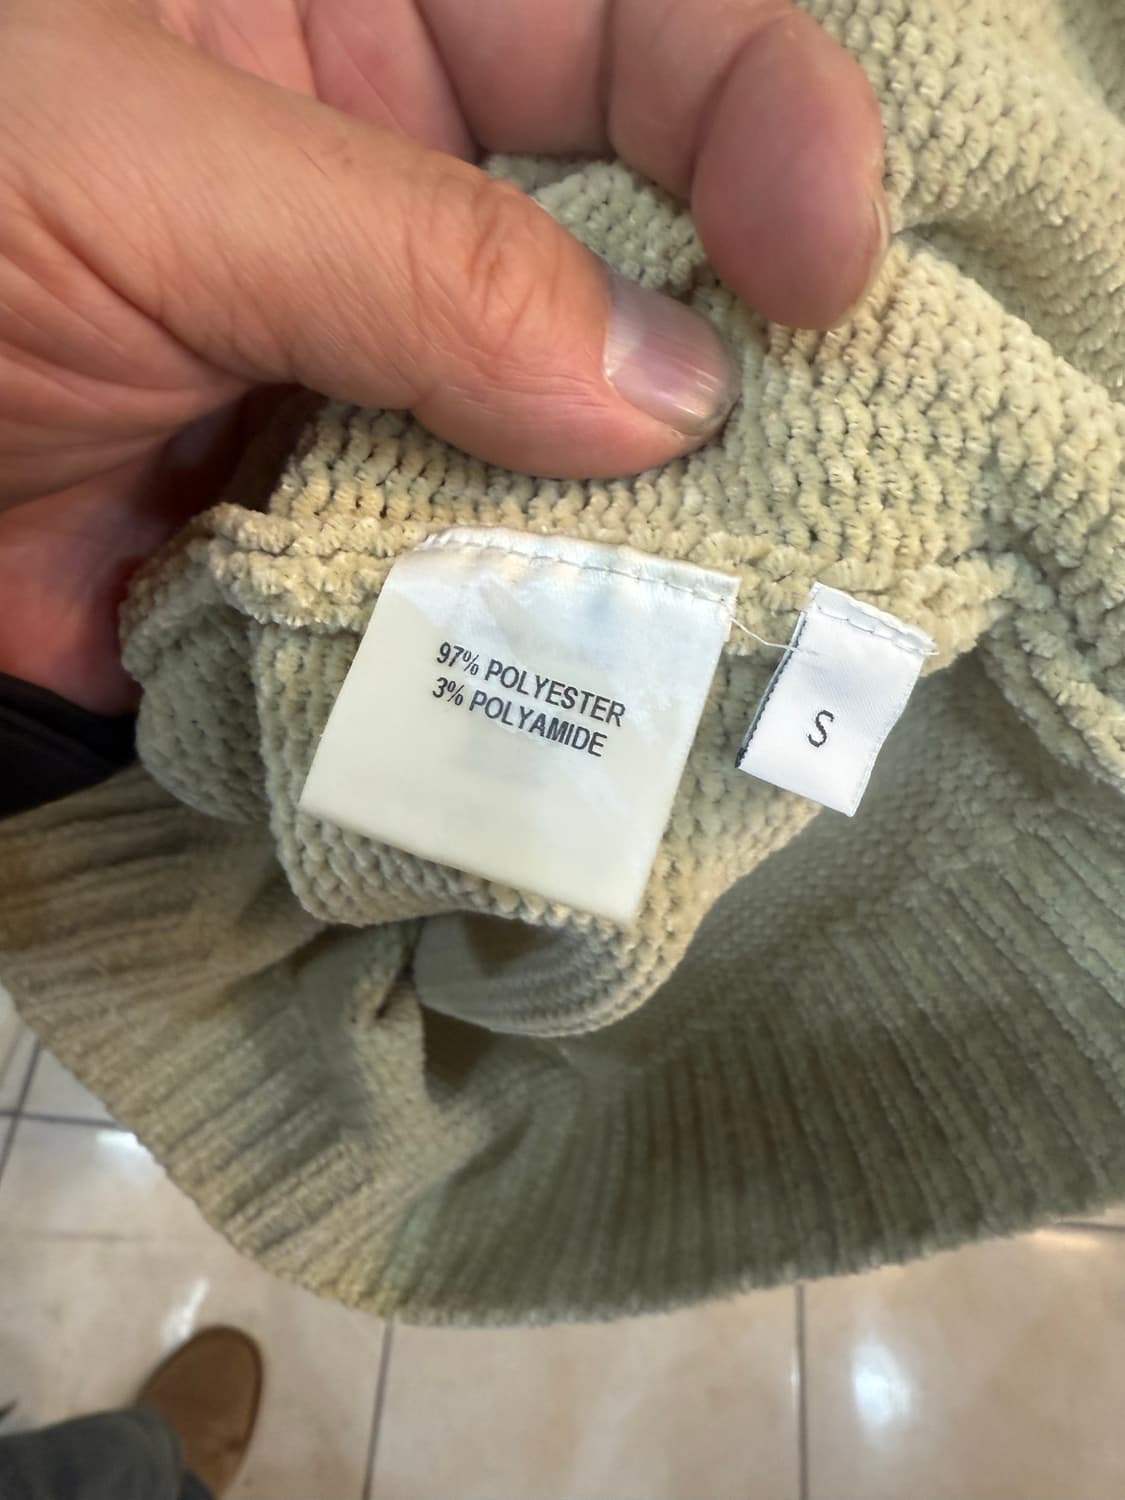 97% POLYESTER
3% POLYAMIDE
S